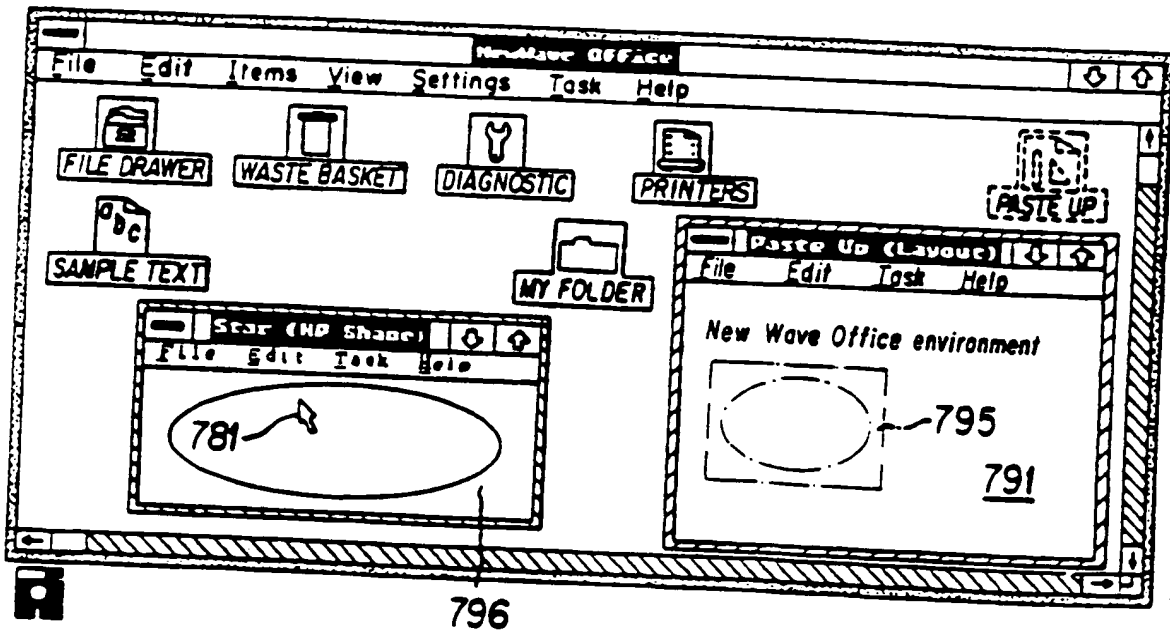 NewWave Office
File Edit Items View Settings Task Help
FILE DRAWER WASTE BASKET DIAGNOSTIC PRINTERS PASTE UP
abc
SAMPLE TEXT MY FOLDER
Paste Up (Layout)
File Edit Task Help
New Wave Office environment
795
791
Star (HP Shape)
File Edit Task Help
781
796